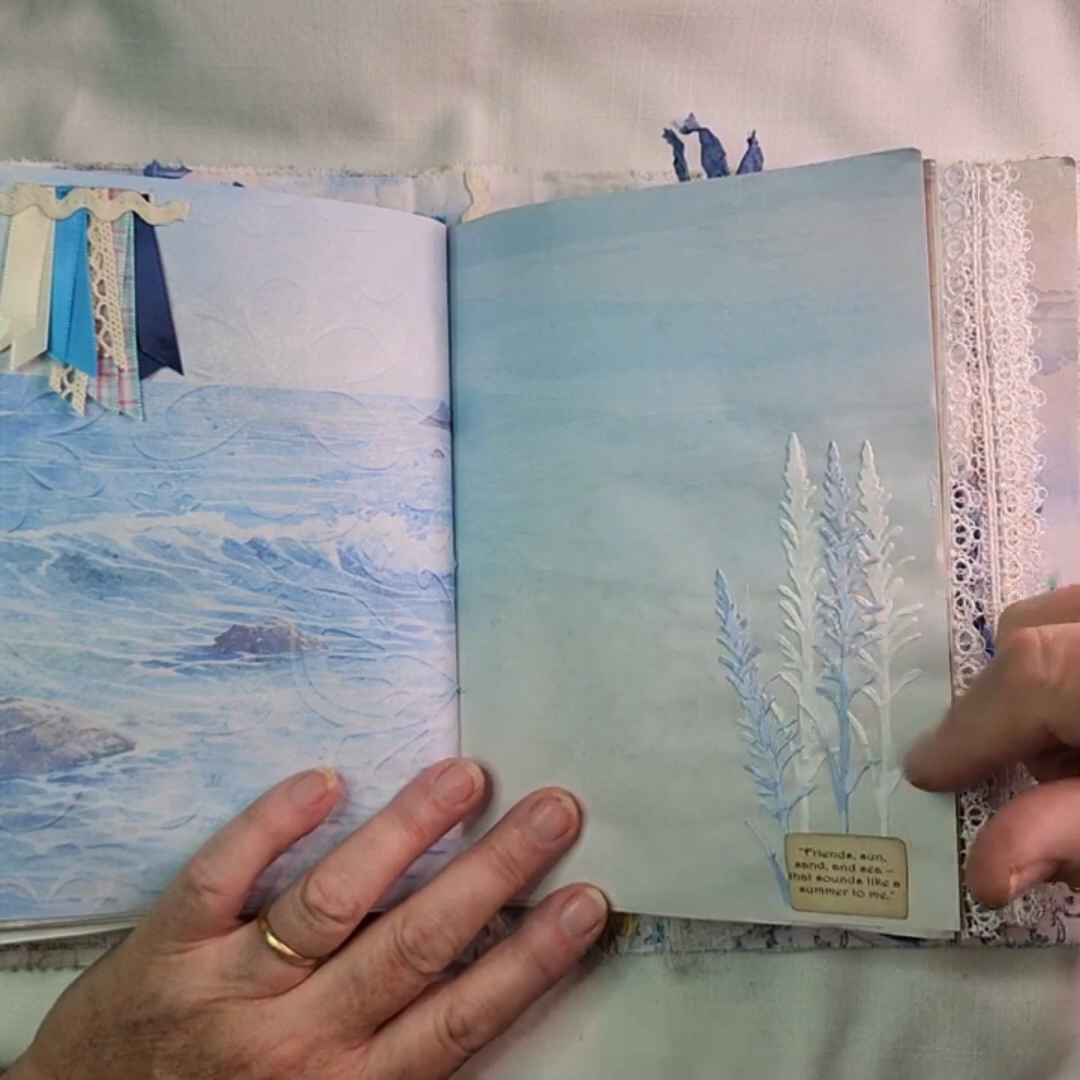 "Friends, sun,
sand, and sea –
that sounds like a
summer to me."